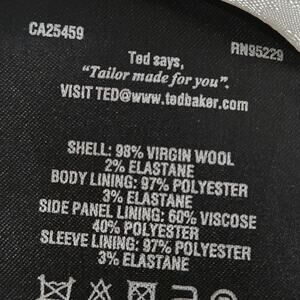 CA25459
RN95229
Ted says,
“Tailor made for you”.
VISIT TED@www.tedbaker.com
SHELL: 98% VIRGIN WOOL
2% ELASTANE
BODY LINING: 97% POLYESTER
3% ELASTANE
SIDE PANEL LINING: 60% VISCOSE
40% POLYESTER
SLEEVE LINING: 97% POLYESTER
3% ELASTANE